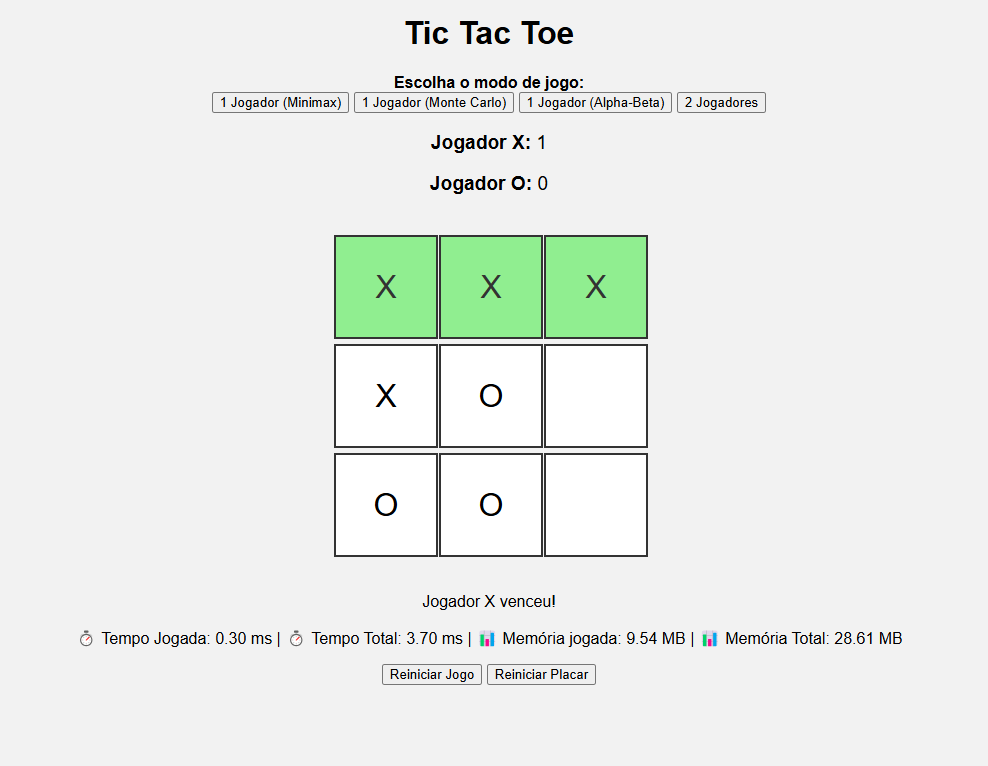 Tic Tac Toe
Escolha o modo de jogo:
1 Jogador (Minimax) 1 Jogador (Monte Carlo) 1 Jogador (Alpha-Beta) 2 Jogadores
Jogador X: 1
Jogador O: 0
X X X
X O
O O
Jogador X venceu!
⏱ Tempo Jogada: 0.30 ms | ⏱ Tempo Total: 3.70 ms | 📊 Memória jogada: 9.54 MB | 📊 Memória Total: 28.61 MB
Reiniciar Jogo Reiniciar Placar